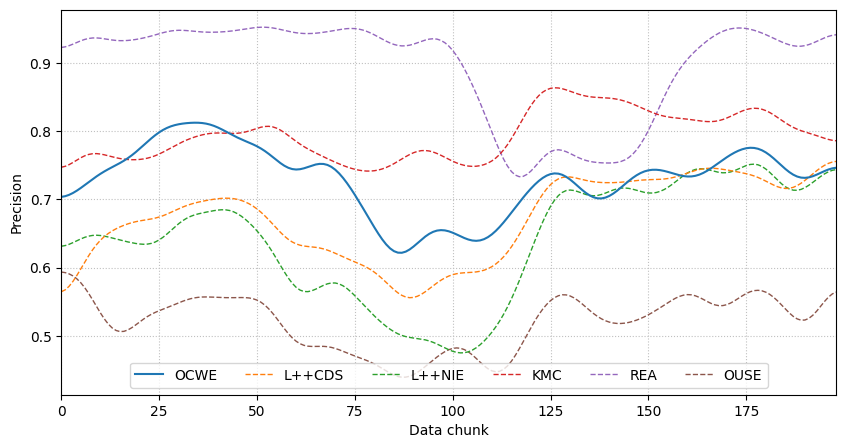 Precision
0.9
0.8
0.7
0.6
0.5
0 25 50 75 100 125 150 175
Data chunk
OCWE L++CDS L++NIE KMC REA OUSE